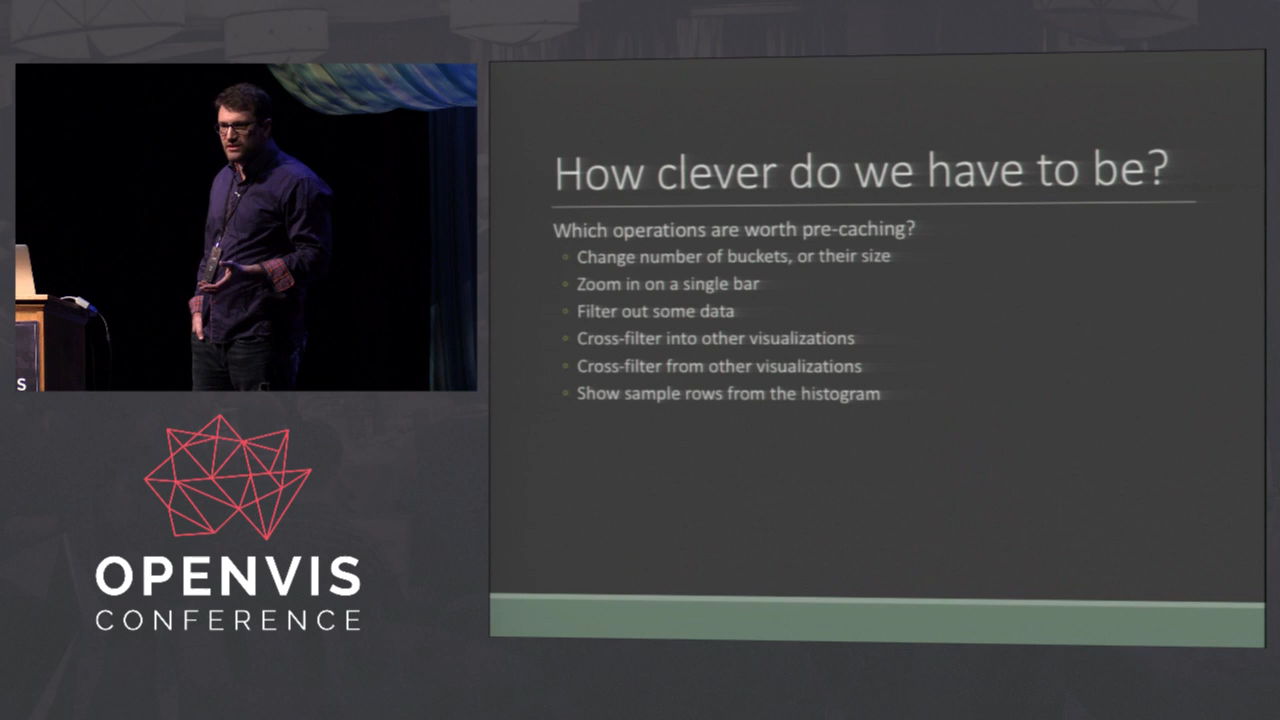 How clever do we have to be?
Which operations are worth pre-caching?
Change number of buckets, or their size
Zoom in on a single bar
Filter out some data
Cross-filter into other visualizations
Cross-filter from other visualizations
Show sample rows from the histogram
S
OPENVIS
CONFERENCE